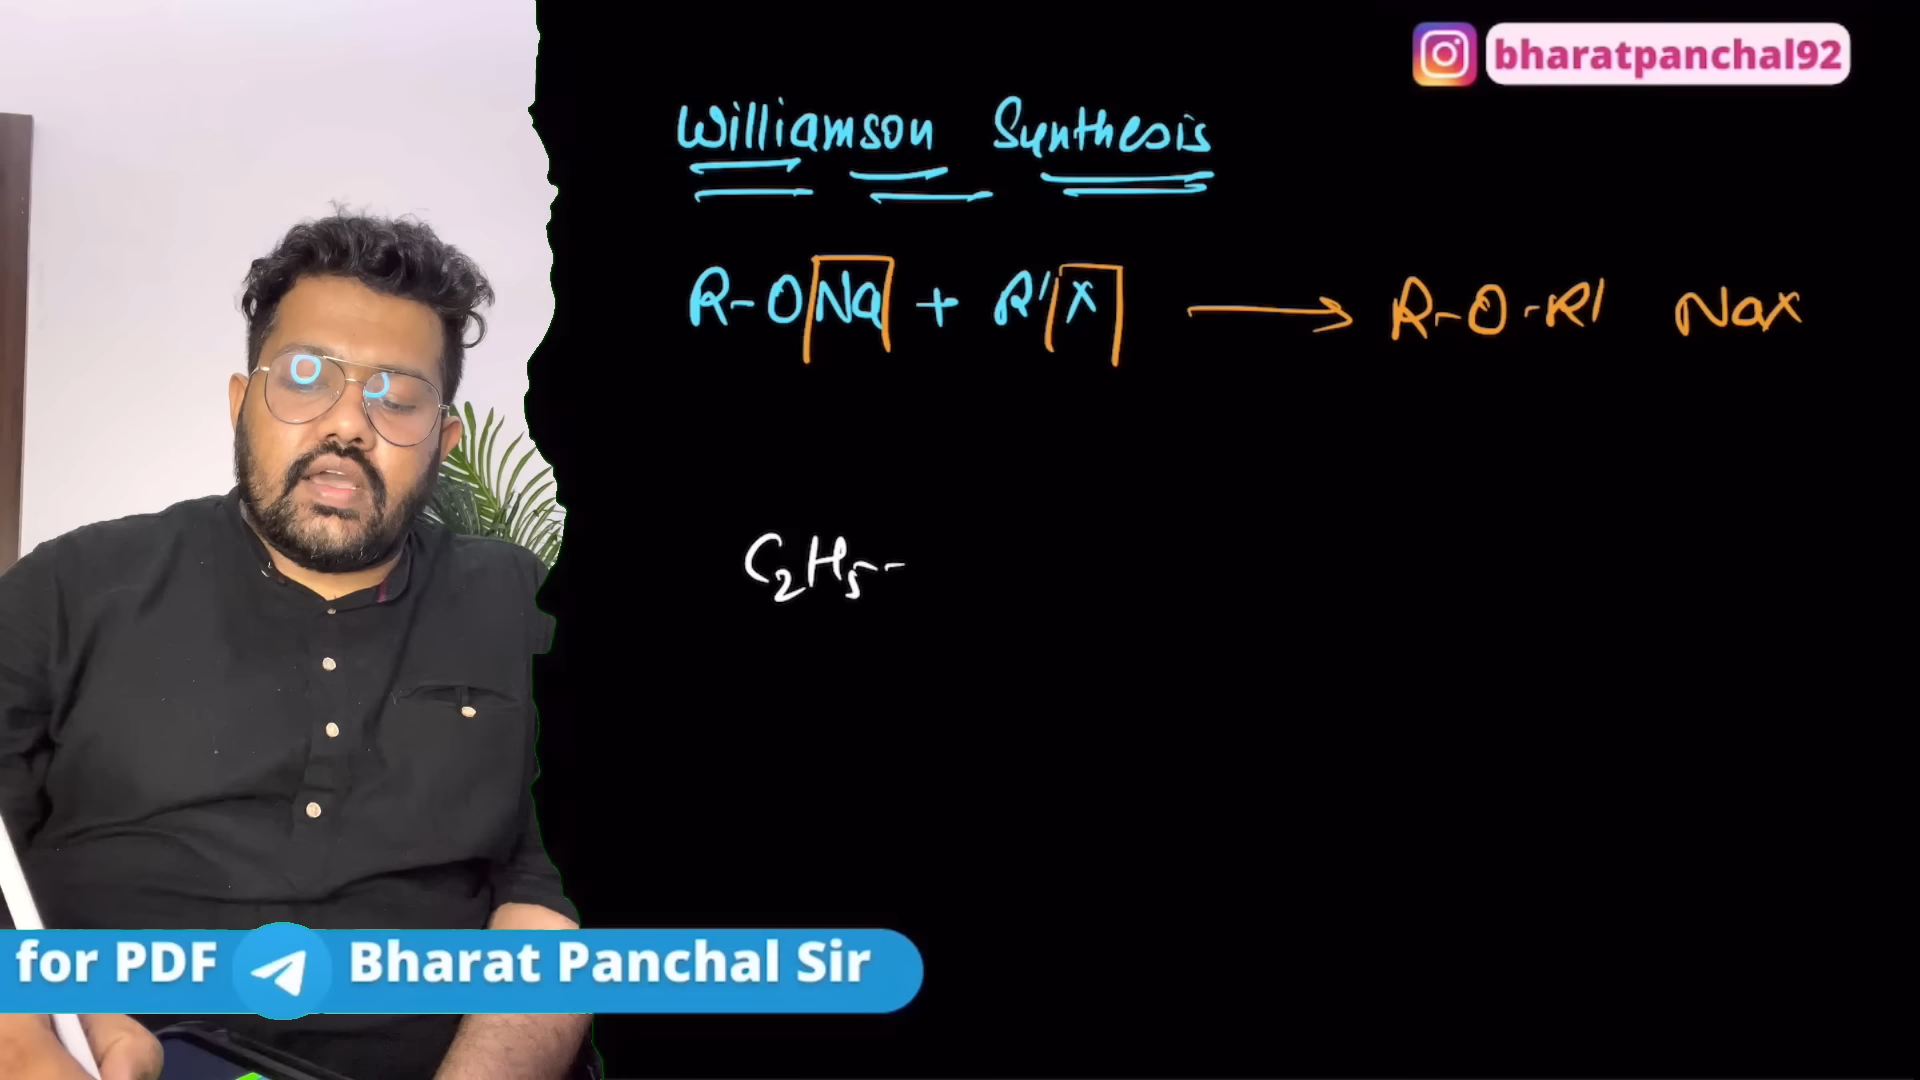 bharatpanchal92
Williamson Synthesis
R-ONa + R'X → R-O-R' NaX
C₂H₅-
for PDF Bharat Panchal Sir